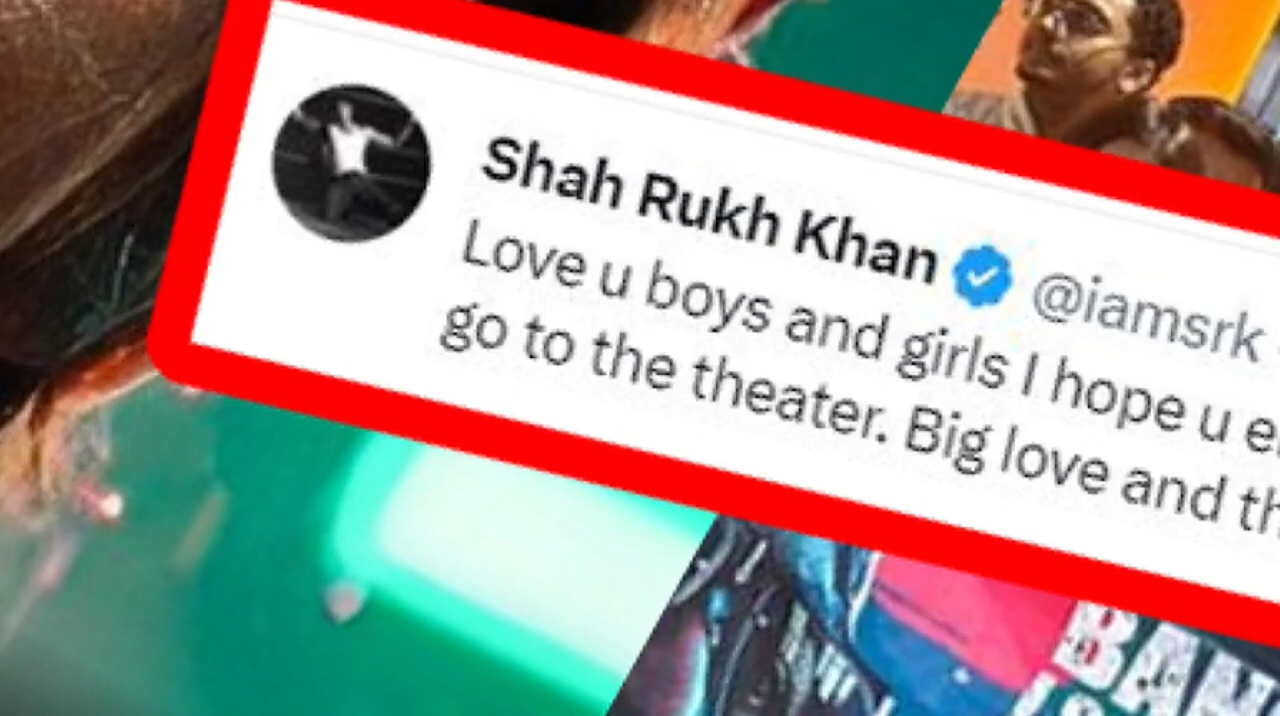 Shah Rukh Khan @iamsrk
Love u boys and girls I hope u
go to the theater. Big love and